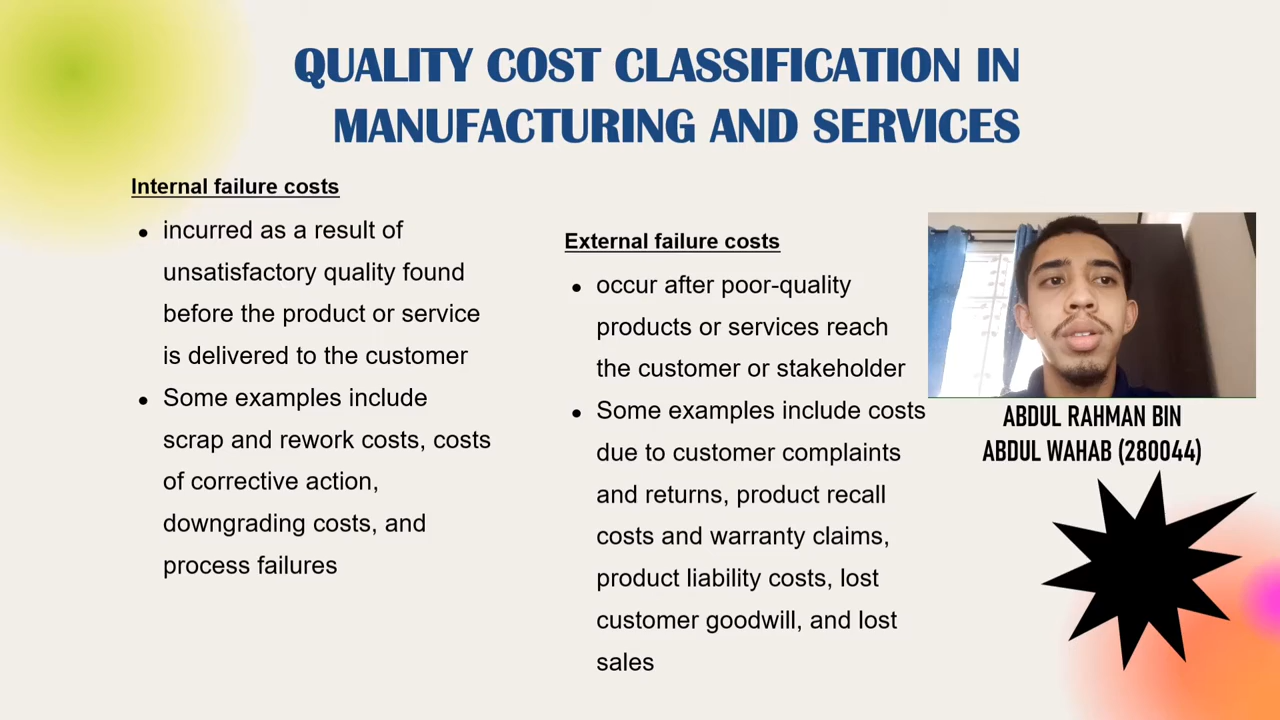 QUALITY COST CLASSIFICATION IN
MANUFACTURING AND SERVICES
Internal failure costs
● incurred as a result of
unsatisfactory quality found
before the product or service
is delivered to the customer
● Some examples include
scrap and rework costs, costs
of corrective action,
downgrading costs, and
process failures
External failure costs
● occur after poor-quality
products or services reach
the customer or stakeholder
● Some examples include costs
due to customer complaints
and returns, product recall
costs and warranty claims,
product liability costs, lost
customer goodwill, and lost
sales
ABDUL RAHMAN BIN
ABDUL WAHAB (280044)